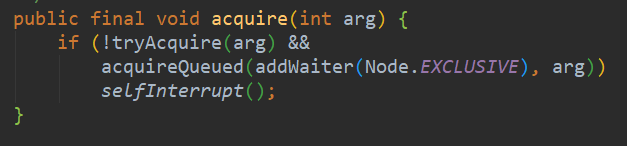 public final void acquire(int arg) {
    if (!tryAcquire(arg) &&
        acquireQueued(addWaiter(Node.EXCLUSIVE), arg))
        selfInterrupt();
}